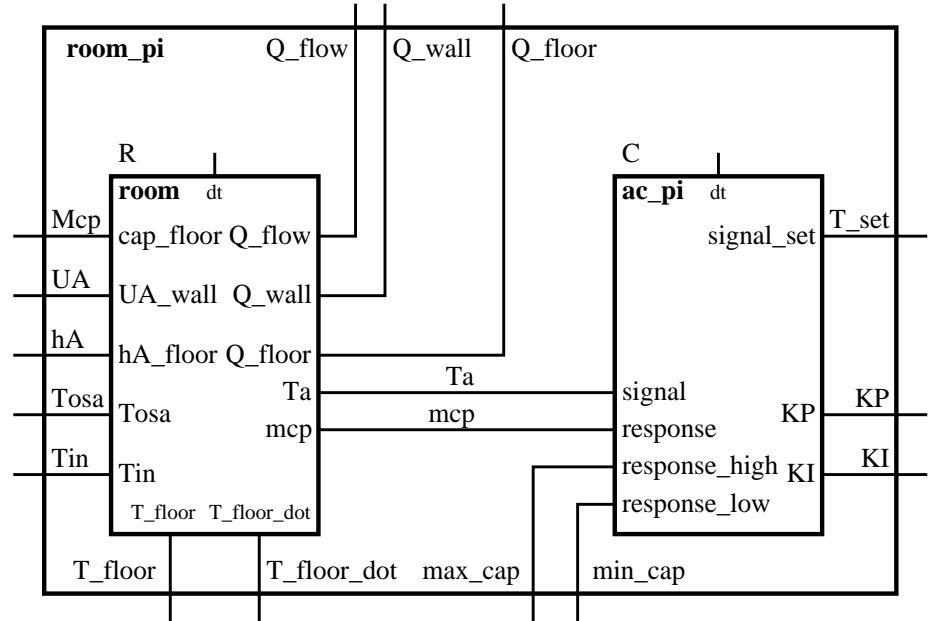 room_pi Q_flow Q_wall Q_floor
R C
room dt ac_pi dt
Mcp cap_floor Q_flow signal_set T_set
UA UA_wall Q_wall
hA hA_floor Q_floor
Ta Ta signal
Tosa Tosa KP KP
mcp mcp response
Tin Tin response_high KI KI
T_floor T_floor_dot response_low
T_floor T_floor_dot max_cap min_cap